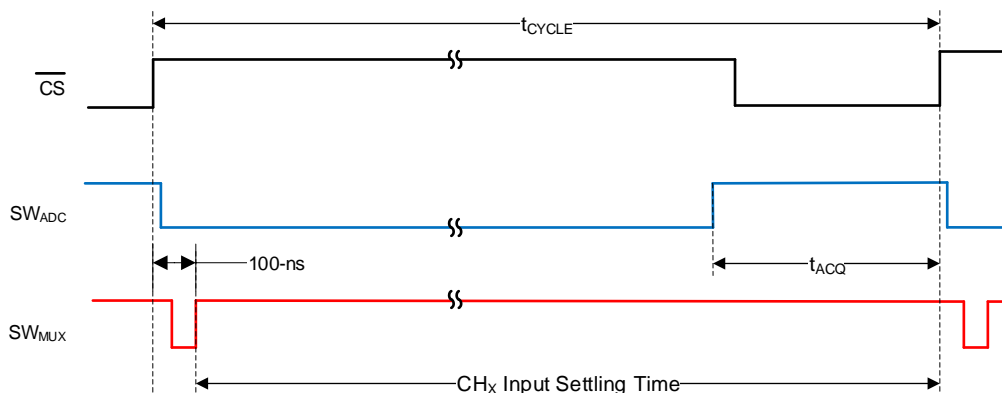 tCYCLE
CS
SWADC
100-ns
tACQ
SWMUX
CHX Input Settling Time